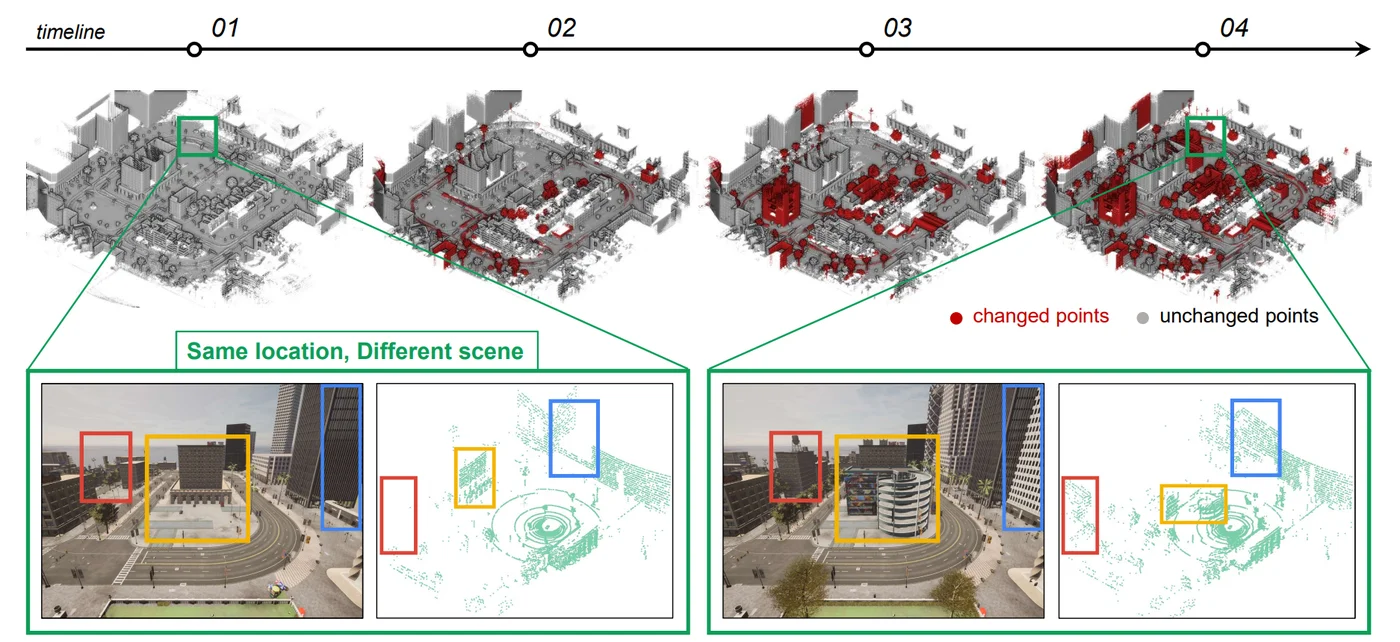 timeline
01
02
03
04
changed points
unchanged points
Same location, Different scene